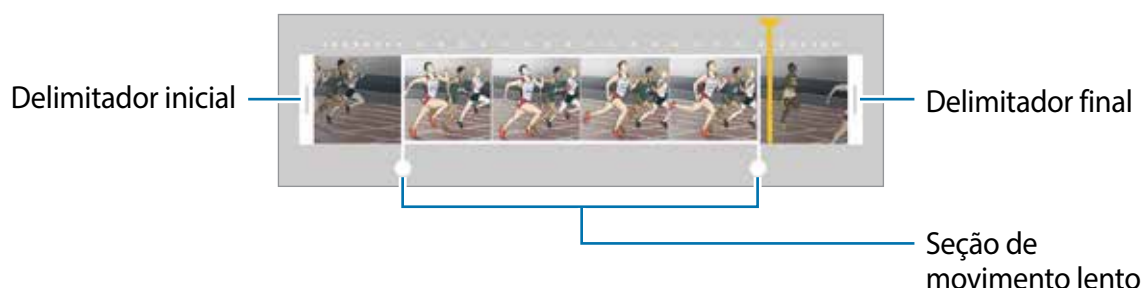 Delimitador inicial
Delimitador final
Seção de
movimento lento